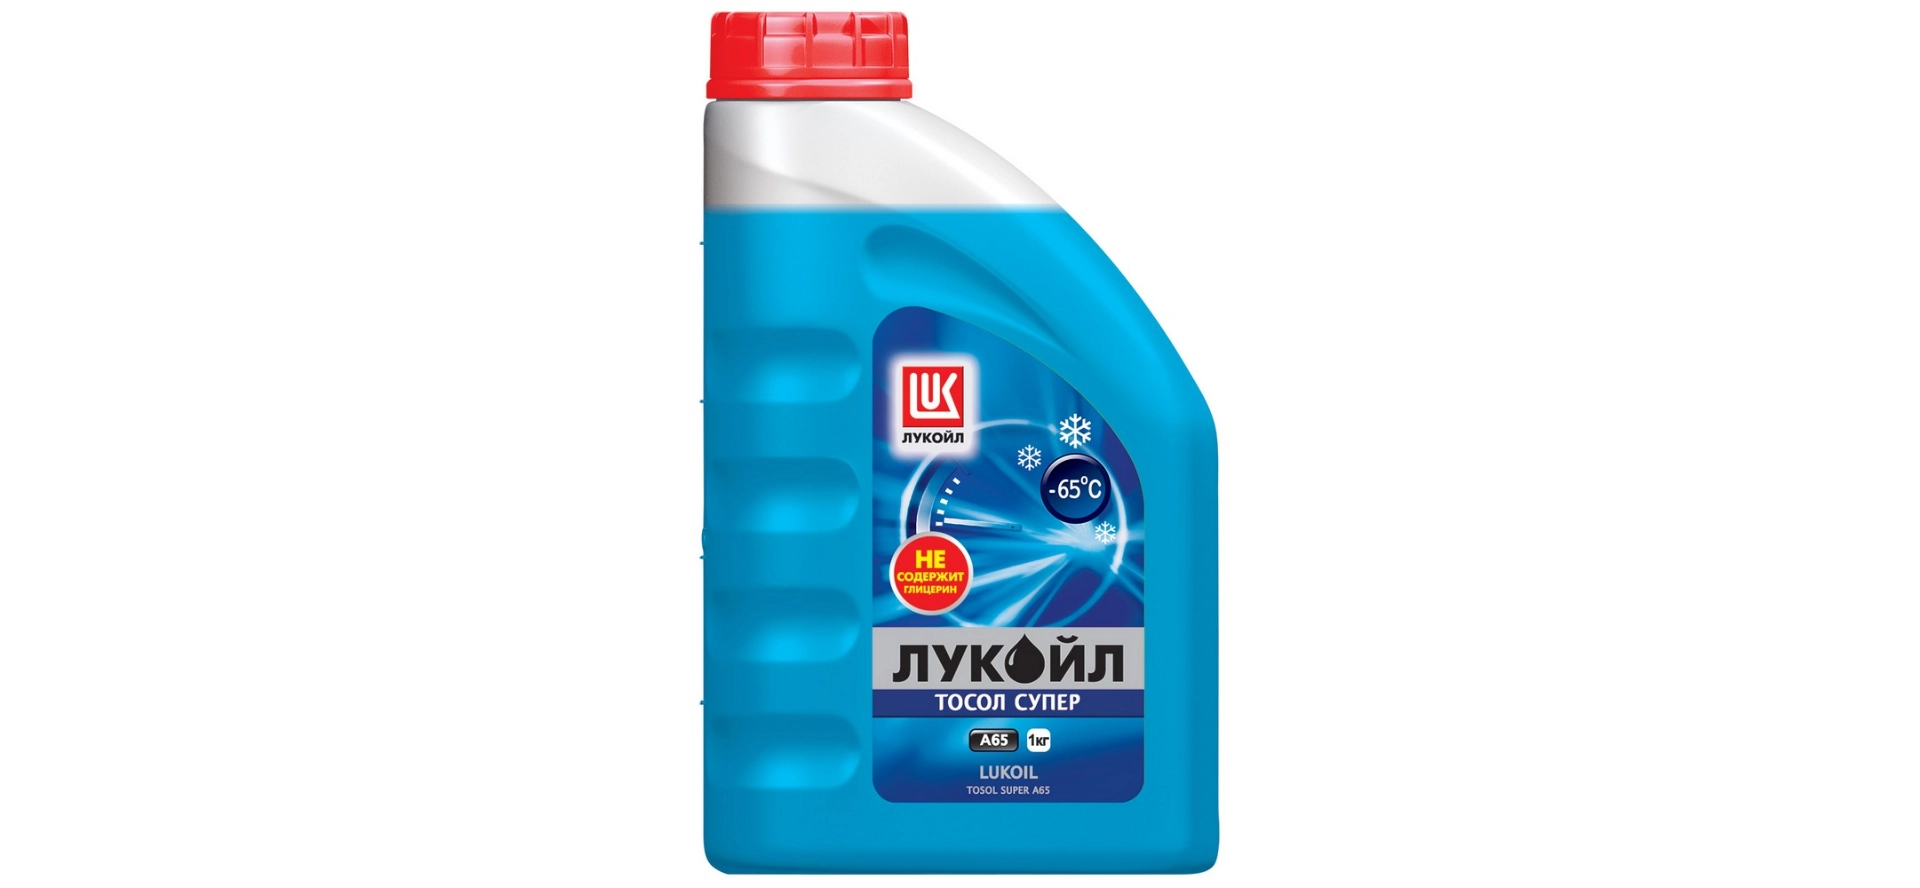 LUK
ЛУКОЙЛ
-65°C
НЕ
СОДЕРЖИТ
ГЛИЦЕРИН
ЛУКОЙЛ
ТОСОЛ СУПЕР
А65 1кг
LUKOIL
TOSOL SUPER A65